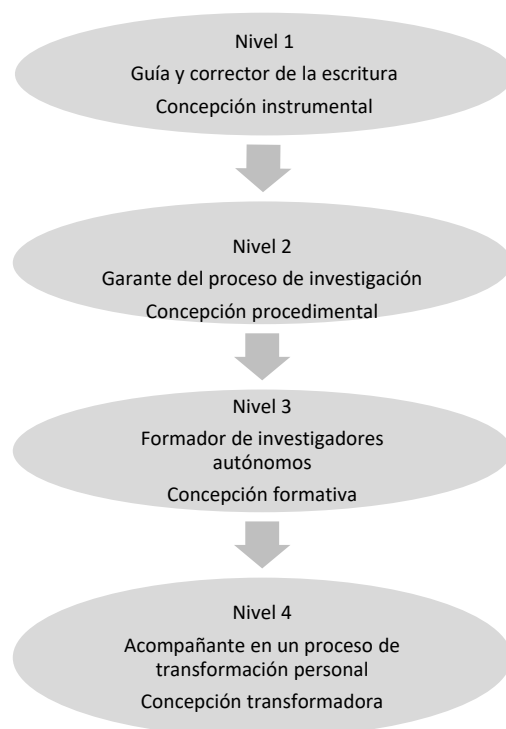 Nivel 1
Guía y corrector de la escritura
Concepción instrumental
Nivel 2
Garante del proceso de investigación
Concepción procedimental
Nivel 3
Formador de investigadores
autónomos
Concepción formativa
Nivel 4
Acompañante en un proceso de
transformación personal
Concepción transformadora